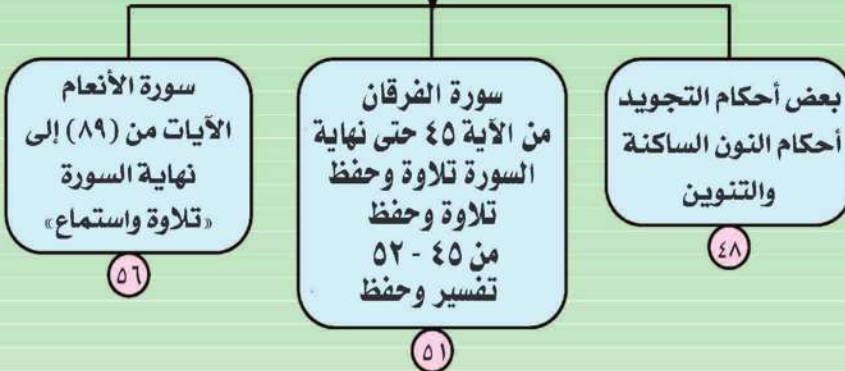 بعض أحكام التجويد
أحكام النون الساكنة
والتنوين
٤٨
سورة الفرقان
من الآية ٤٥ حتى نهاية
السورة تلاوة وحفظ
تلاوة وحفظ
من ٤٥ - ٥٢
تفسير وحفظ
٥١
سورة الأنعام
الآيات من (٨٩) إلى
نهاية السورة
«تلاوة واستماع»
٥٦